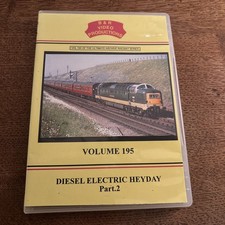 B & R
VIDEO
PRODUCTIONS
VOLUME 195
DIESEL ELECTRIC HEYDAY
Part.2